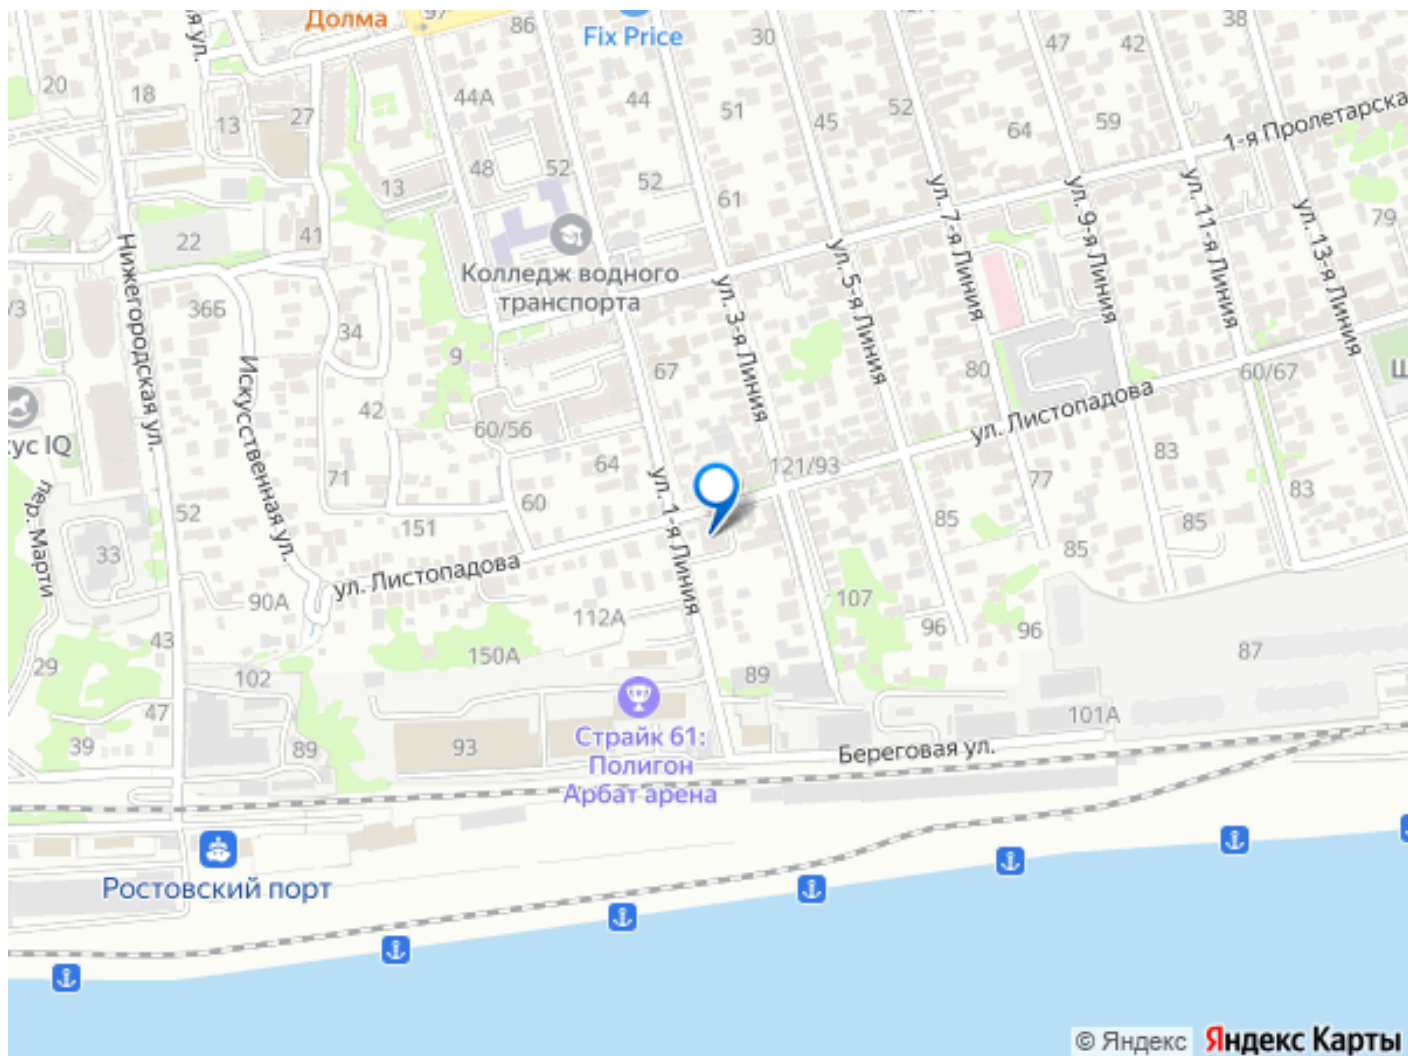 Долма
97
86
Fix Price
30
47
42
38
20
18
13
27
44А
44
51
45
52
64
59
1-я Пролетарска
48
52
52
61
13
79
22
41
Колледж водного
транспорта
ул. 3-я Линия
ул. 5-я Линия
ул. 7-я Линия
ул. 9-я Линия
ул. 11-я Линия
ул. 13-я Линия
/3
36Б
34
9
67
80
60/67
Ш
Нижегородская ул.
Искусственная ул.
42
60/56
ул. Листопадова
сус IQ
71
64
121/93
77
83
83
пер. Марти
52
151
60
ул. 1-я Линия
85
85
85
33
ул. Листопадова
90А
112А
107
96
96
43
29
150А
87
102
89
47
101А
39
89
93
Страйк 61:
Полигон
Арбат арена
Береговая ул.
Ростовский порт
© Яндекс Яндекс Карты